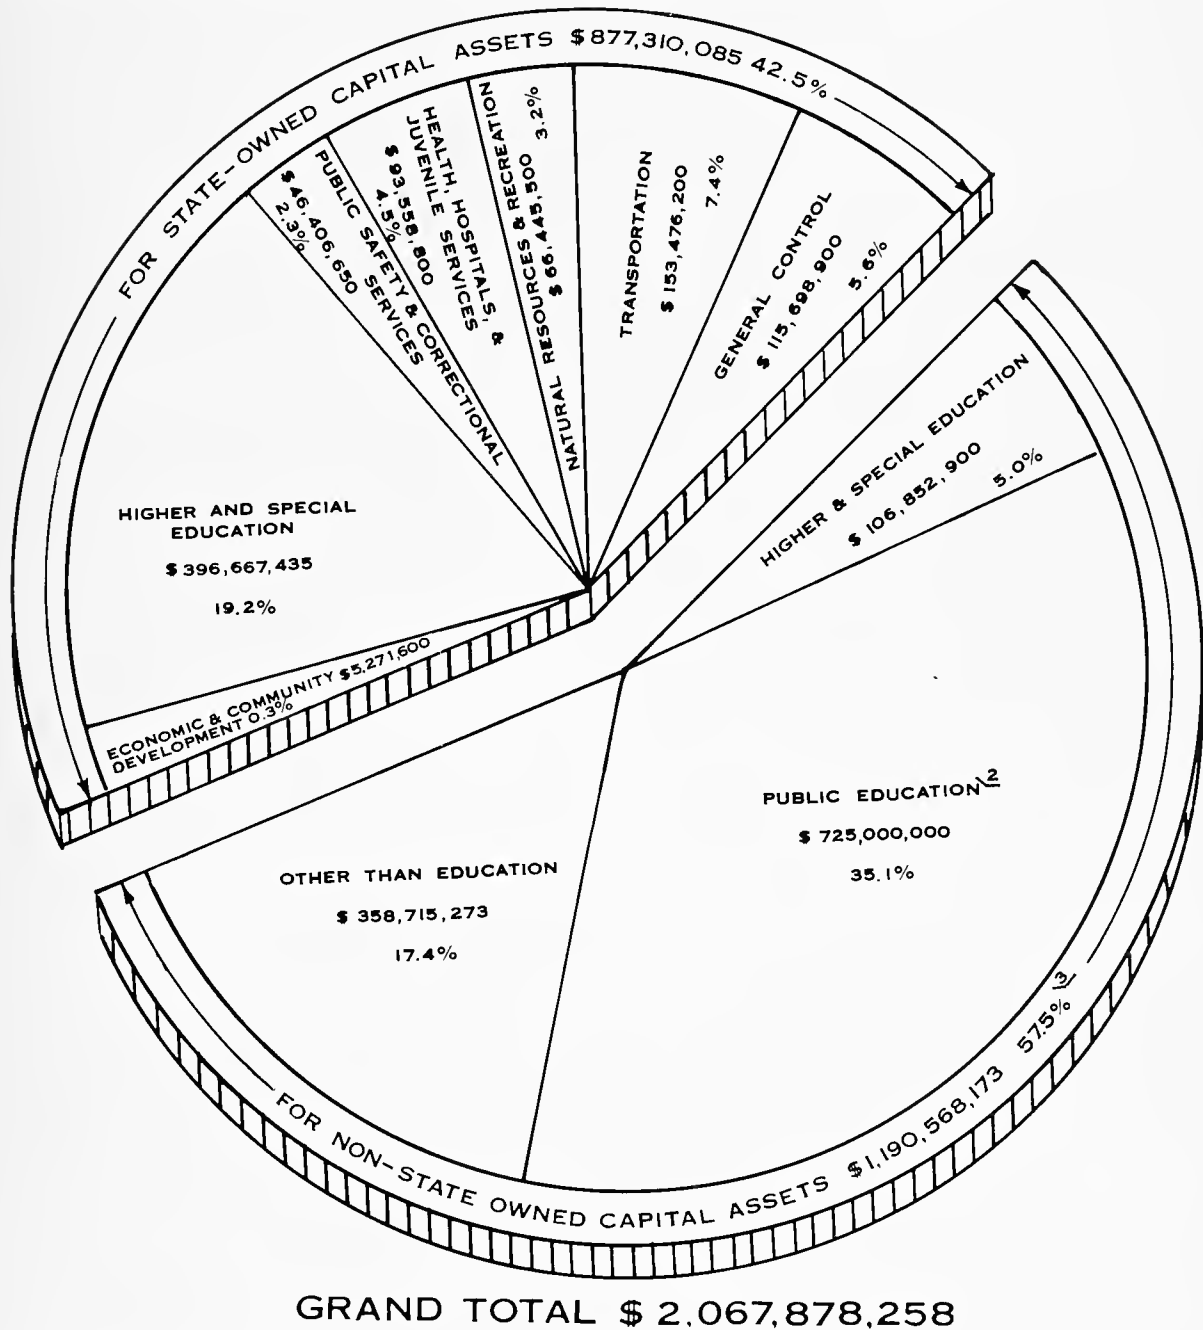 FOR STATE-OWNED CAPITAL ASSETS $877,310,085 42.5%
HIGHER AND SPECIAL
EDUCATION
$396,667,435
19.2%
PUBLIC SAFETY & CORRECTIONAL
SERVICES
$46,406,650
2.3%
HEALTH, HOSPITALS, &
JUVENILE SERVICES
$93,558,800
4.5%
NATURAL RESOURCES & RECREATION
$66,445,500 3.2%
TRANSPORTATION
$153,476,200
7.4%
GENERAL CONTROL
$115,698,900
5.6%
ECONOMIC & COMMUNITY $5,271,600
DEVELOPMENT 0.3%
HIGHER & SPECIAL EDUCATION
$106,852,900
5.0%
PUBLIC EDUCATION \2
$725,000,000
35.1%
OTHER THAN EDUCATION
$358,715,273
17.4%
FOR NON-STATE OWNED CAPITAL ASSETS $1,190,568,173 57.5% \3
GRAND TOTAL $2,067,878,258